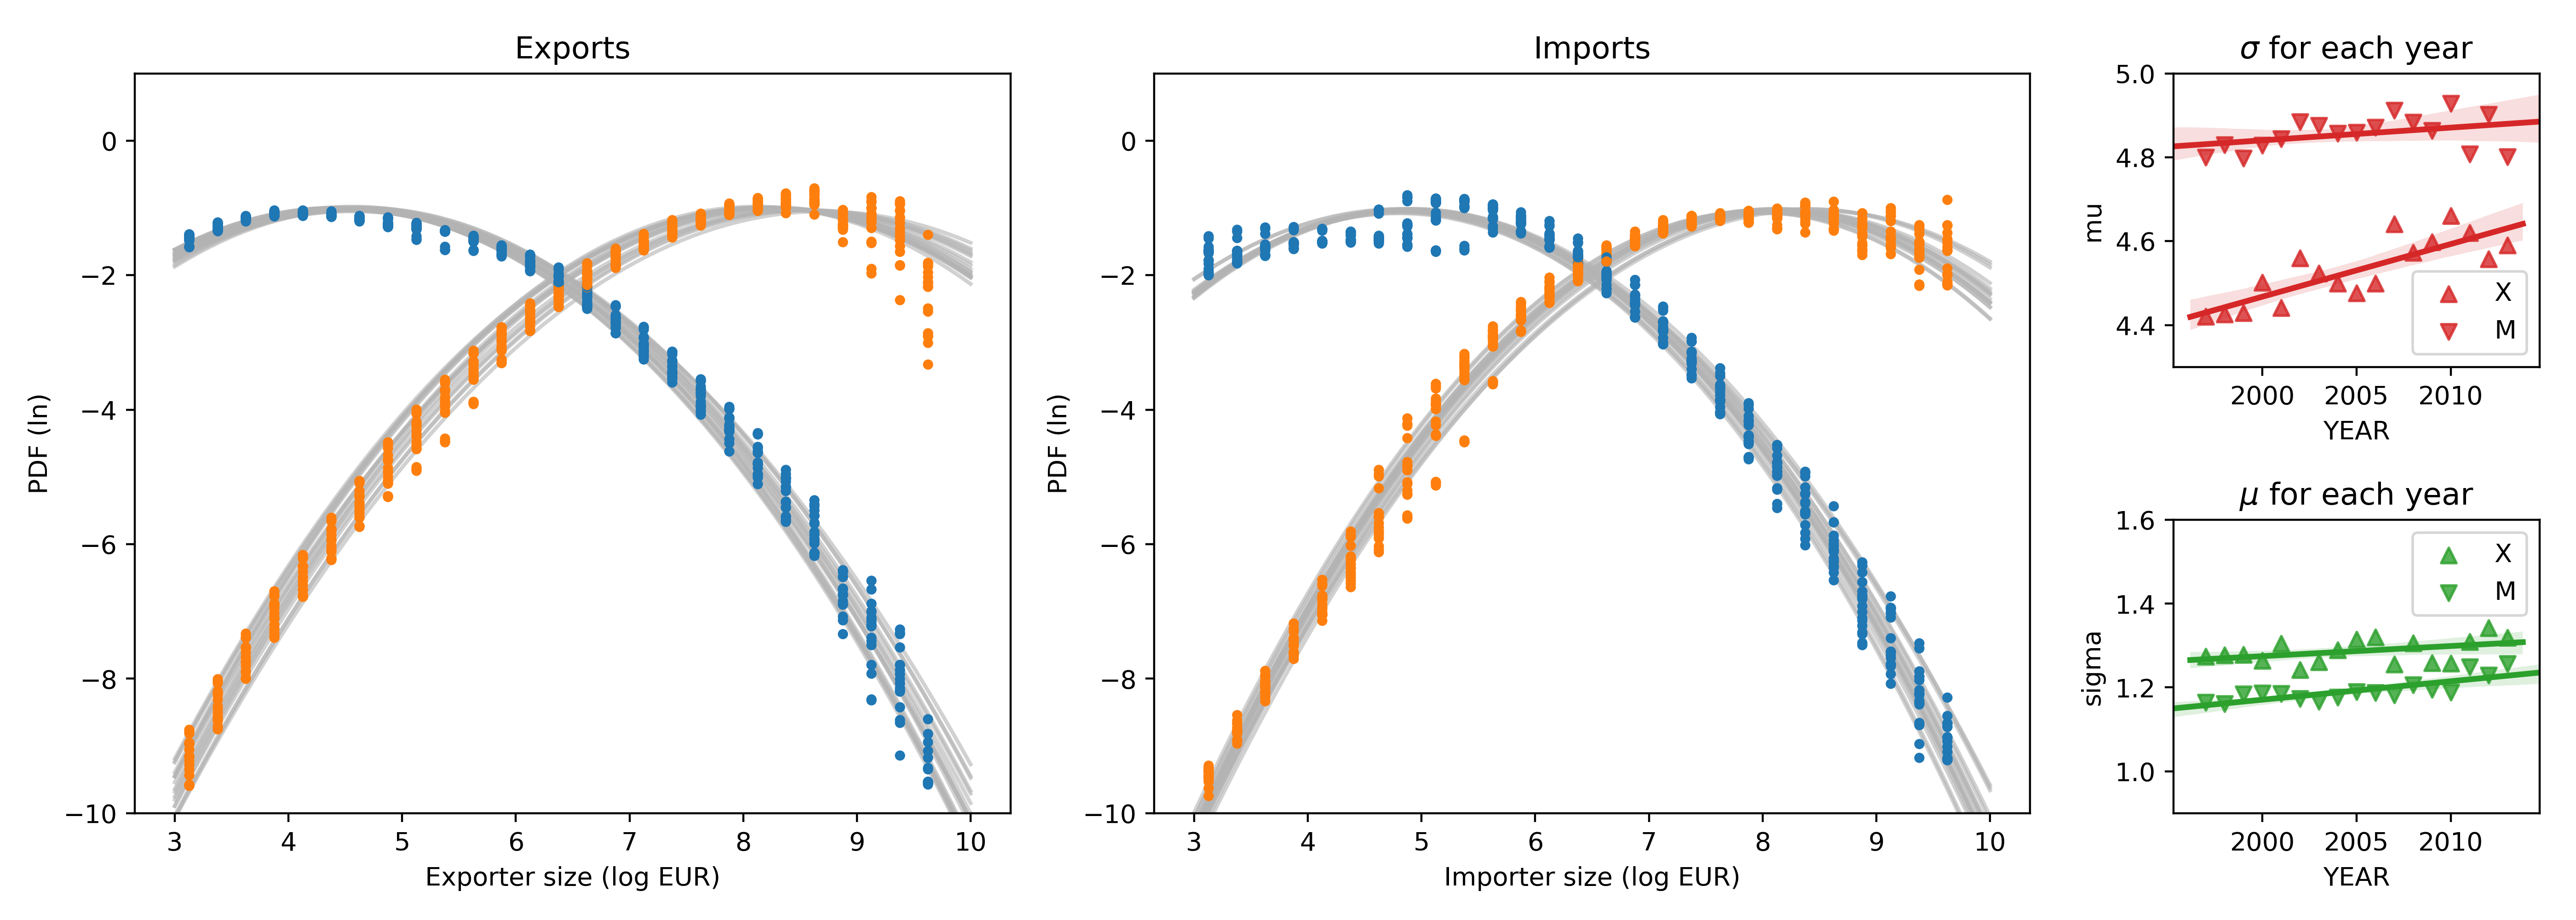 Exports
0
−2
−4
−6
−8
−10
PDF (ln)
3 4 5 6 7 8 9 10
Exporter size (log EUR)
Imports
0
−2
−4
−6
−8
−10
PDF (ln)
3 4 5 6 7 8 9 10
Importer size (log EUR)
σ for each year
5.0
4.8
4.6
4.4
mu
X
M
2000 2005 2010
YEAR
μ for each year
1.6
1.4
1.2
1.0
sigma
X
M
2000 2005 2010
YEAR